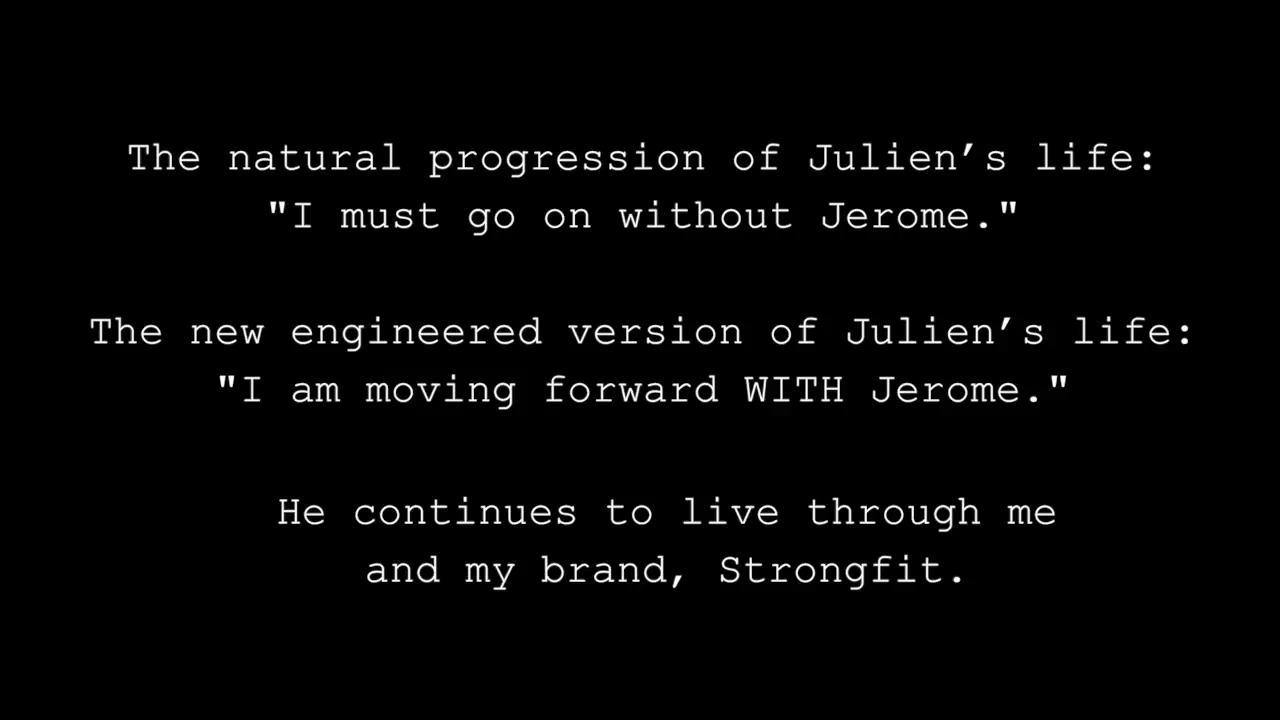 The natural progression of Julien’s life:
"I must go on without Jerome."
The new engineered version of Julien’s life:
"I am moving forward WITH Jerome."
He continues to live through me
and my brand, Strongfit.